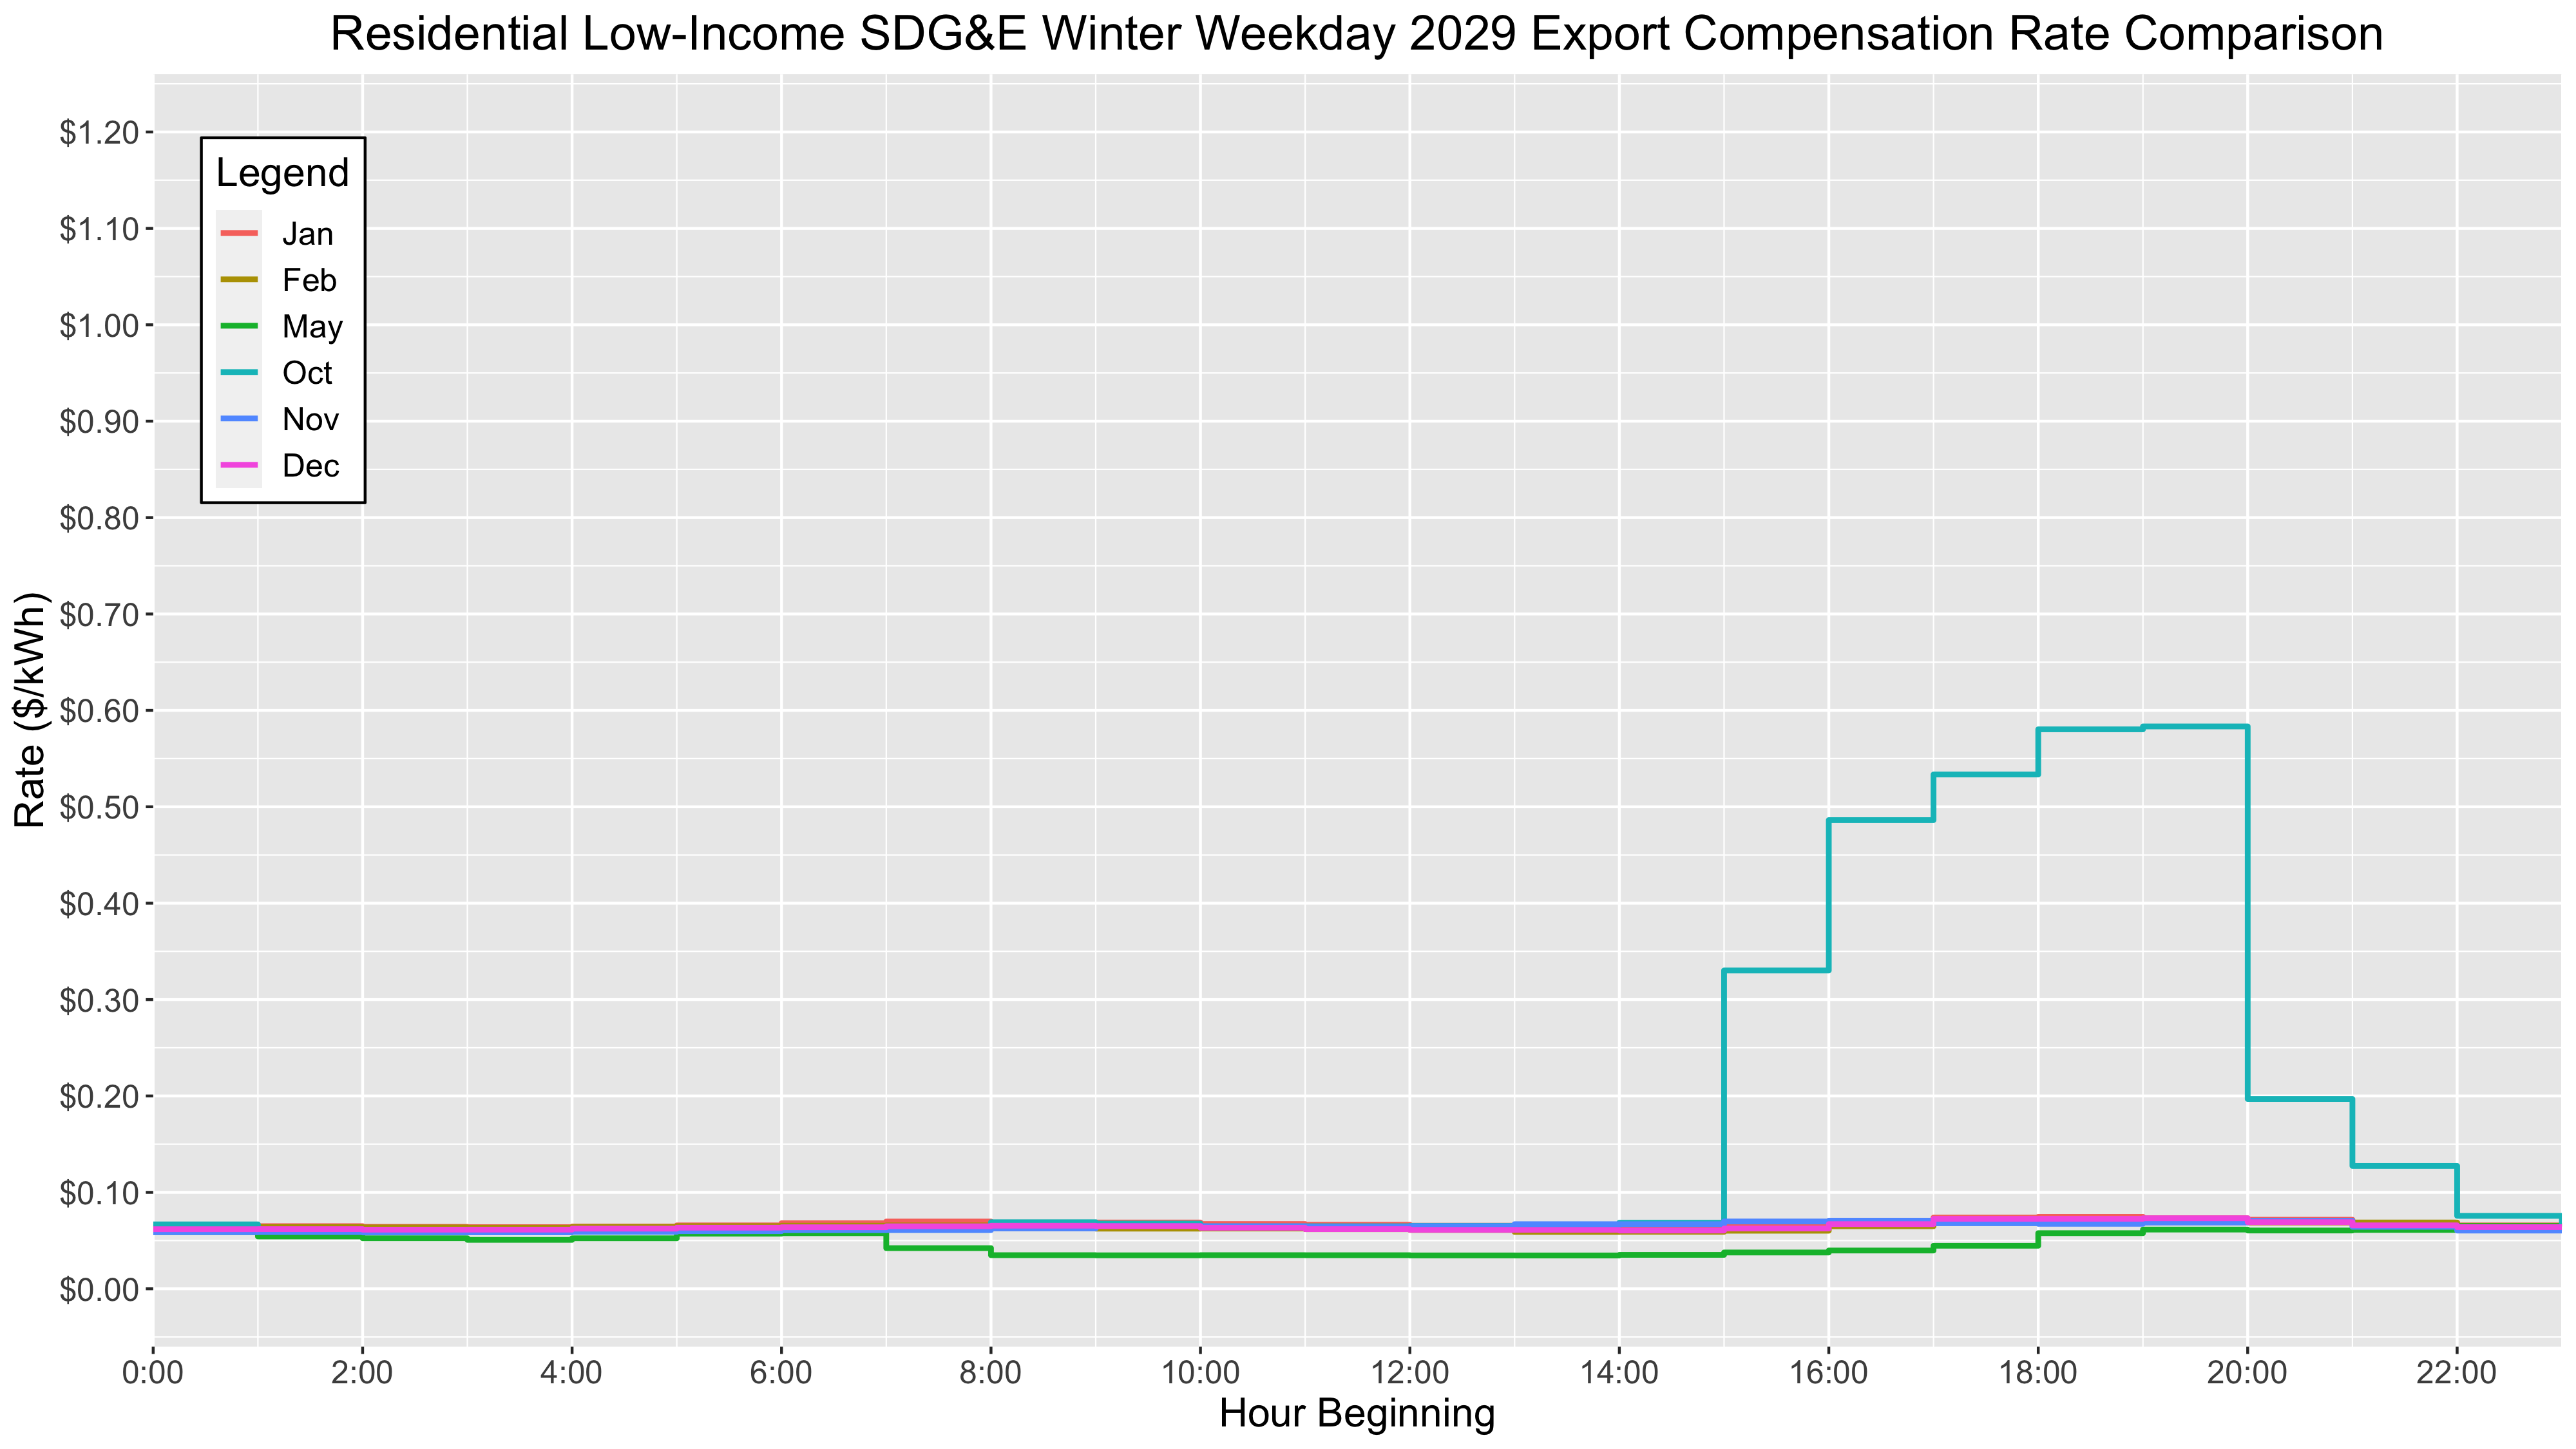 Residential Low-Income SDG&E Winter Weekday 2029 Export Compensation Rate Comparison
Legend
Jan
Feb
May
Oct
Nov
Dec
Rate ($/kWh)
$1.20
$1.10
$1.00
$0.90
$0.80
$0.70
$0.60
$0.50
$0.40
$0.30
$0.20
$0.10
$0.00
0:00 2:00 4:00 6:00 8:00 10:00 12:00 14:00 16:00 18:00 20:00 22:00
Hour Beginning